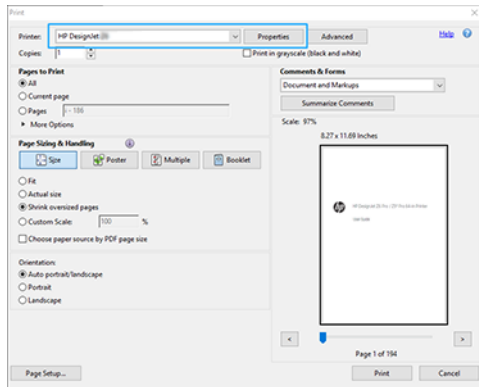 Print
Printer: HP DesignJet Properties Advanced Help
Copies: 1 Print in greyscale (black and white)
Pages to Print
All
Current page
Pages 1 - 186
More Options
Page Sizing & Handling
Size Poster Multiple Booklet
Fit
Actual size
Shrink oversized pages
Custom Scale: 100 %
Choose paper source by PDF page size
Orientation:
Auto portrait/landscape
Portrait
Landscape
Comments & Forms
Document and Markups
Summarize Comments
Scale: 97%
8.27 x 11.69 Inches
hp
User Guide
< >
Page 1 of 194
Page Setup... Print Cancel